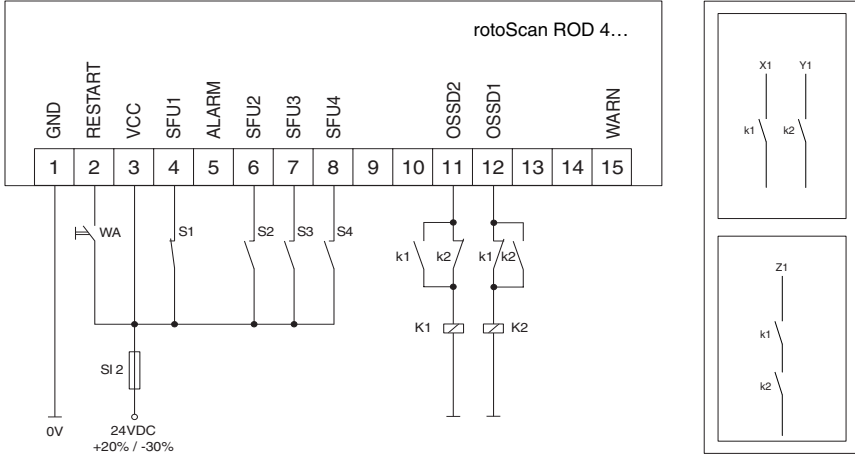 rotoScan ROD 4...
GND RESTART VCC SFU1 ALARM SFU2 SFU3 SFU4 OSSD2 OSSD1 WARN
1 2 3 4 5 6 7 8 9 10 11 12 13 14 15
WA S1 S2 S3 S4
k1 k2 k1 k2
K1 K2
SI 2
0V 24VDC
+20% / -30%
X1 Y1
k1 k2
Z1
k1
k2